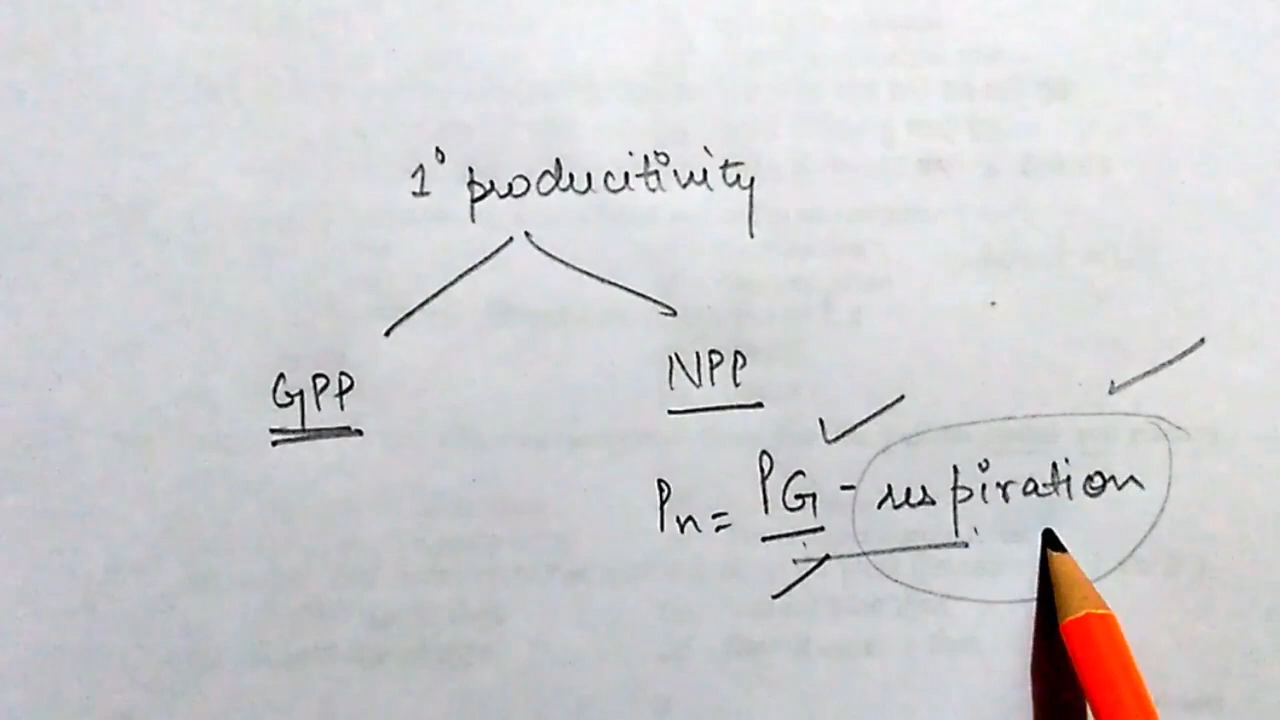 1° producitivity
GPP
NPP
Pn = PG - respiration